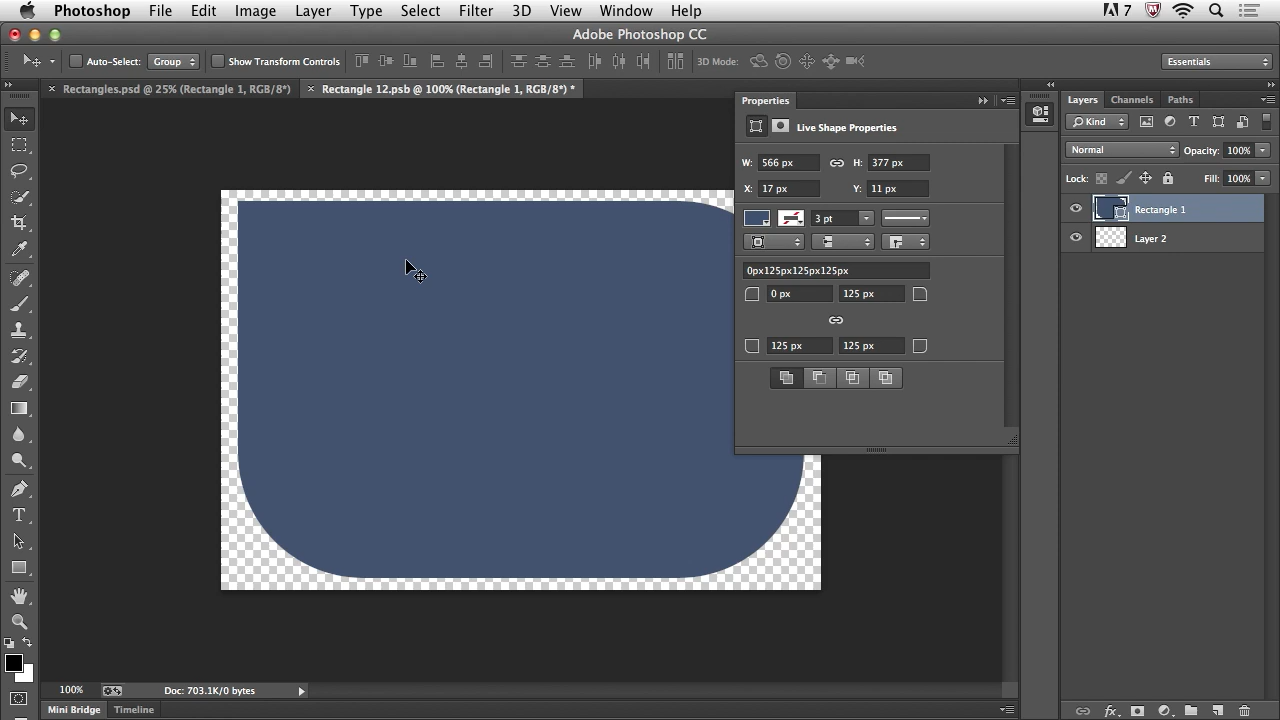 Photoshop File Edit Image Layer Type Select Filter 3D View Window Help 7
Adobe Photoshop CC
Auto-Select: Group Show Transform Controls 3D Mode: Essentials
× Rectangles.psd @ 25% (Rectangle 1, RGB/8*) × Rectangle 12.psb @ 100% (Rectangle 1, RGB/8*) *
Properties
Live Shape Properties
W: 566 px H: 377 px
X: 17 px Y: 11 px
3 pt
0px125px125px125px
0 px 125 px
125 px 125 px
Layers Channels Paths
Kind
Normal Opacity: 100%
Lock: Fill: 100%
Rectangle 1
Layer 2
100% Doc: 703.1K/0 bytes
Mini Bridge Timeline
fx